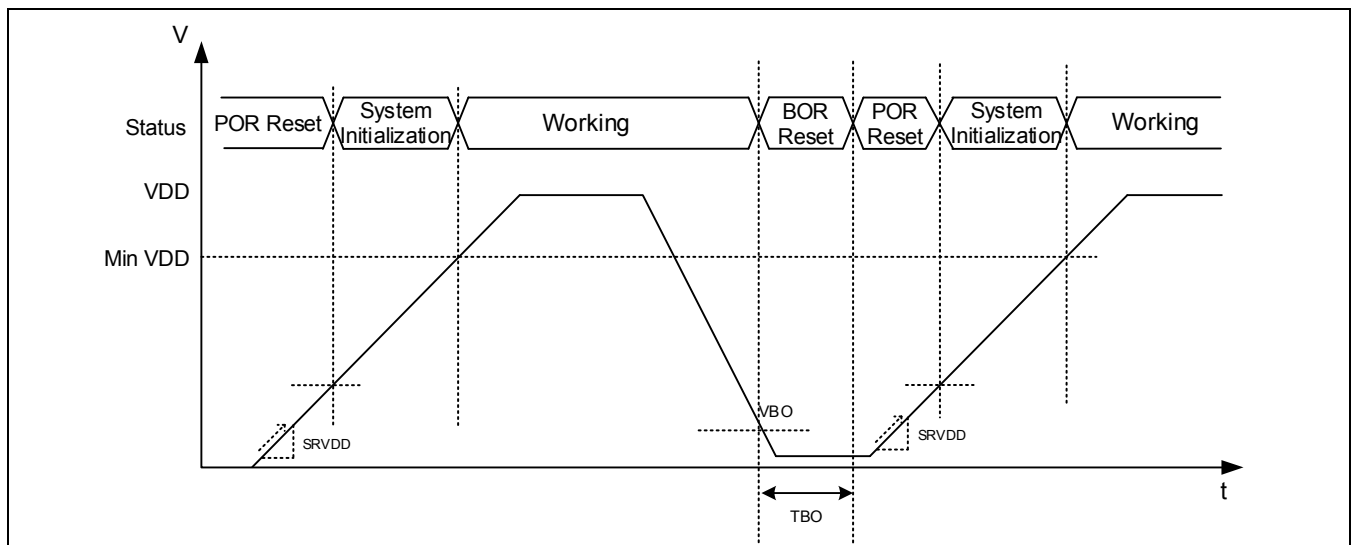 V
Status
POR Reset
System
Initialization
Working
BOR
Reset
POR
Reset
System
Initialization
Working
VDD
Min VDD
VBO
SRVDD
SRVDD
t
TBO